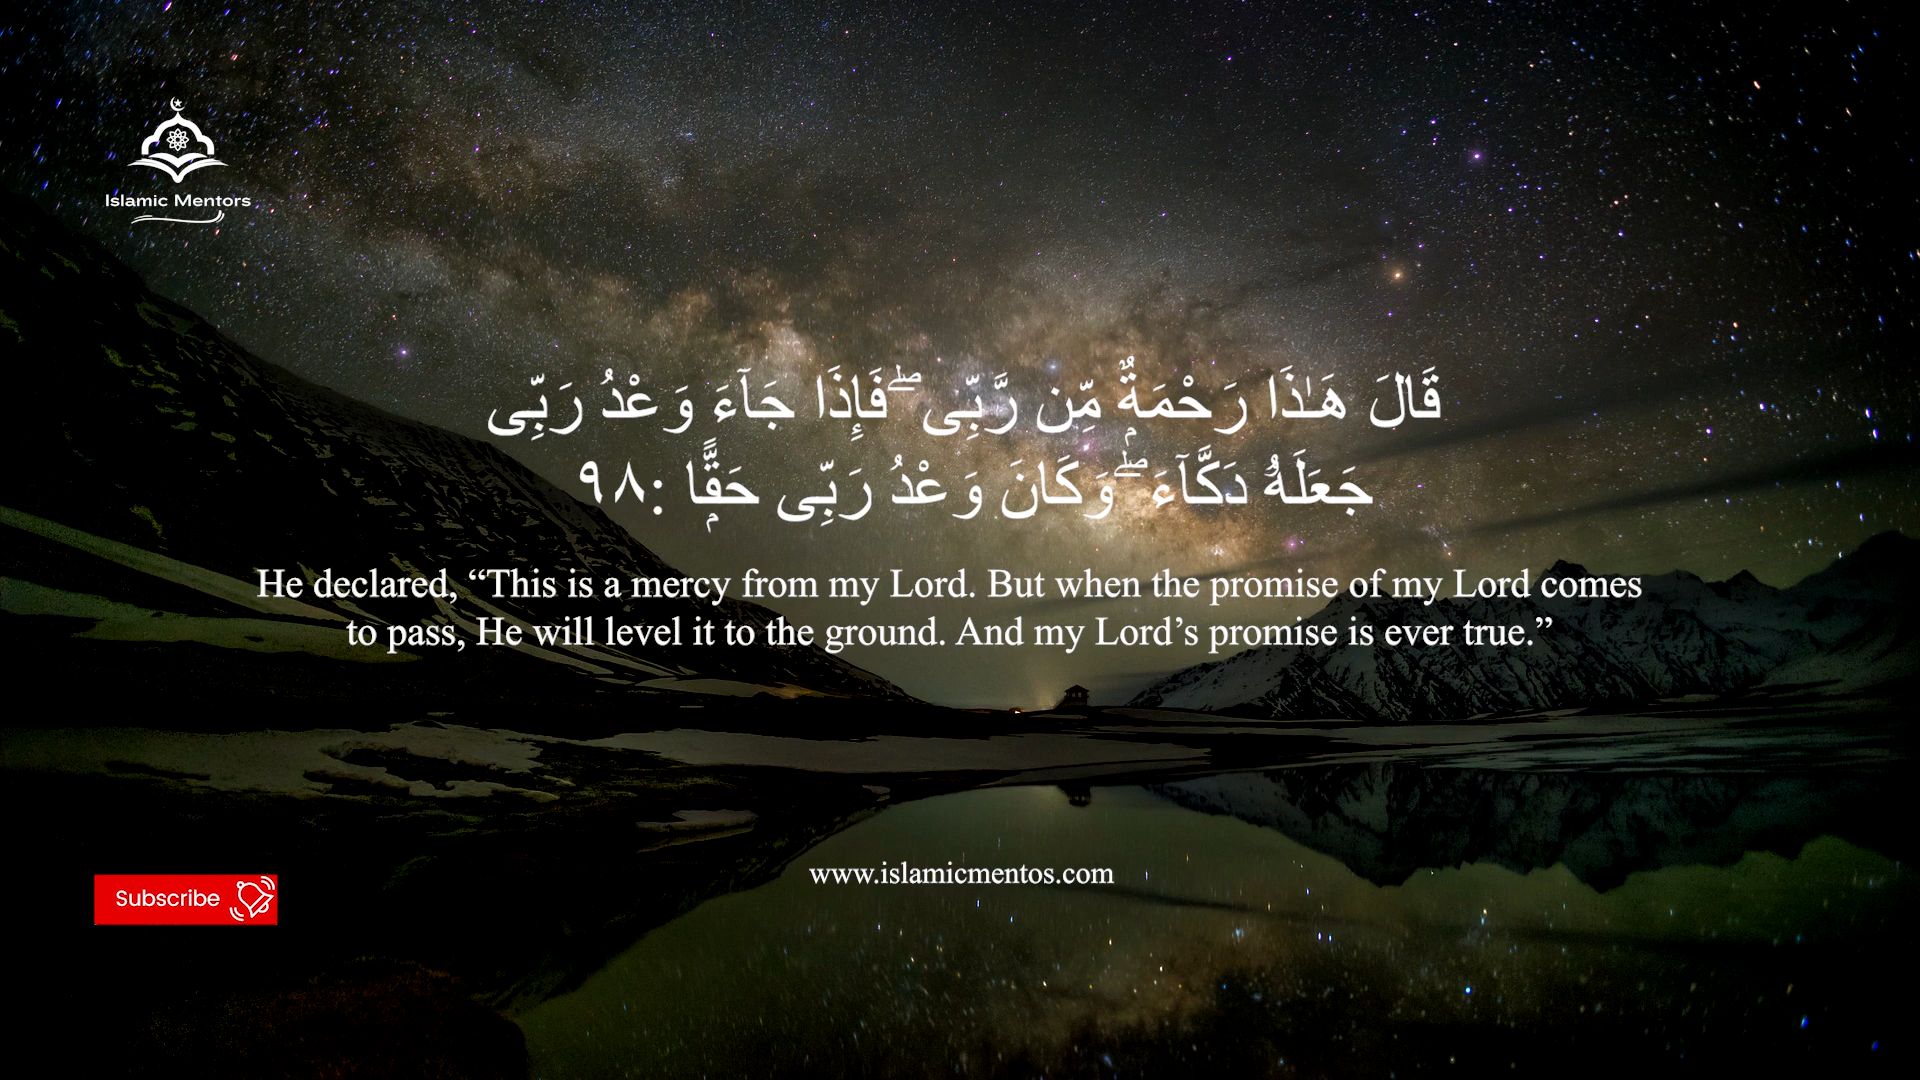 Islamic Mentors
قَالَ هَـٰذَا رَحْمَةٌۭ مِّن رَّبِّى ۖ فَإِذَا جَآءَ وَعْدُ رَبِّى
جَعَلَهُۥ دَكَّآءَ ۖ وَكَانَ وَعْدُ رَبِّى حَقًّۭا :٩٨
He declared, “This is a mercy from my Lord. But when the promise of my Lord comes
to pass, He will level it to the ground. And my Lord’s promise is ever true.”
www.islamicmentos.com
Subscribe